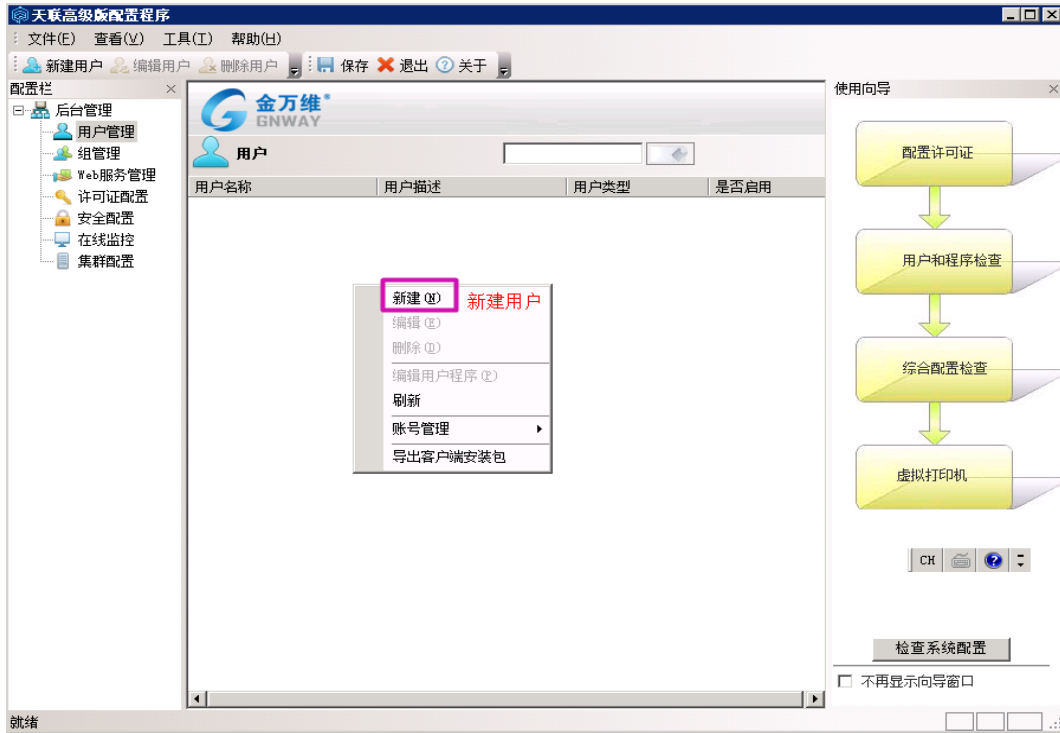 天联高级版配置程序
文件(F) 查看(V) 工具(T) 帮助(H)
新建用户 编辑用户 删除用户 保存 退出 关于
配置栏
后台管理
用户管理
组管理
Web服务管理
许可证配置
安全配置
在线监控
集群配置
金万维®
GNWAY
用户
用户名称 用户描述 用户类型 是否启用
新建(N) 新建用户
编辑(E)
删除(D)
编辑用户程序(P)
刷新
账号管理
导出客户端安装包
使用向导
配置许可证
用户和程序检查
综合配置检查
虚拟打印机
CH
检查系统配置
不再显示向导窗口
就绪